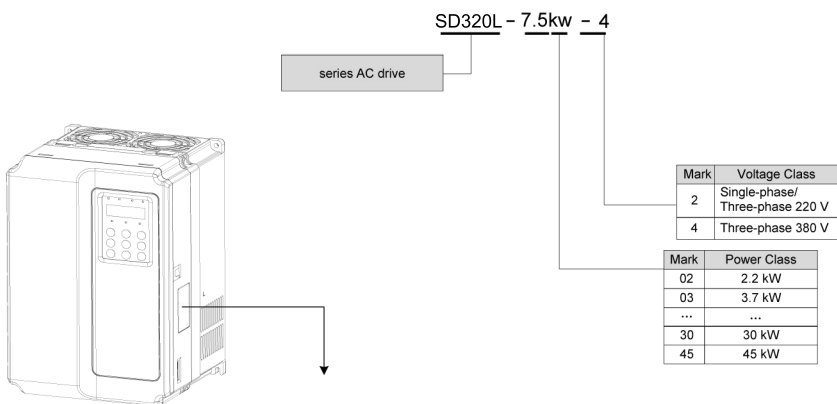 SD320L – 7.5kw – 4
series AC drive
Mark Voltage Class
2 Single-phase/
Three-phase 220 V
4 Three-phase 380 V
Mark Power Class
02 2.2 kW
03 3.7 kW
... ...
30 30 kW
45 45 kW
L